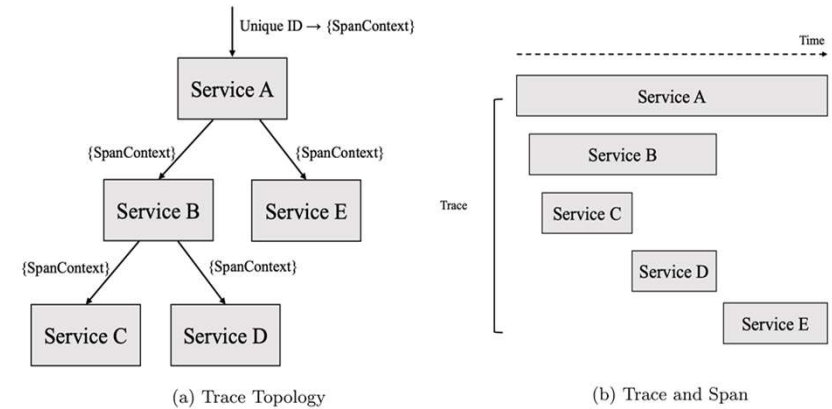 Unique ID → {SpanContext}
Service A
{SpanContext}
{SpanContext}
Service B
Service E
{SpanContext}
{SpanContext}
Service C
Service D
(a) Trace Topology
Time
Service A
Service B
Trace
Service C
Service D
Service E
(b) Trace and Span